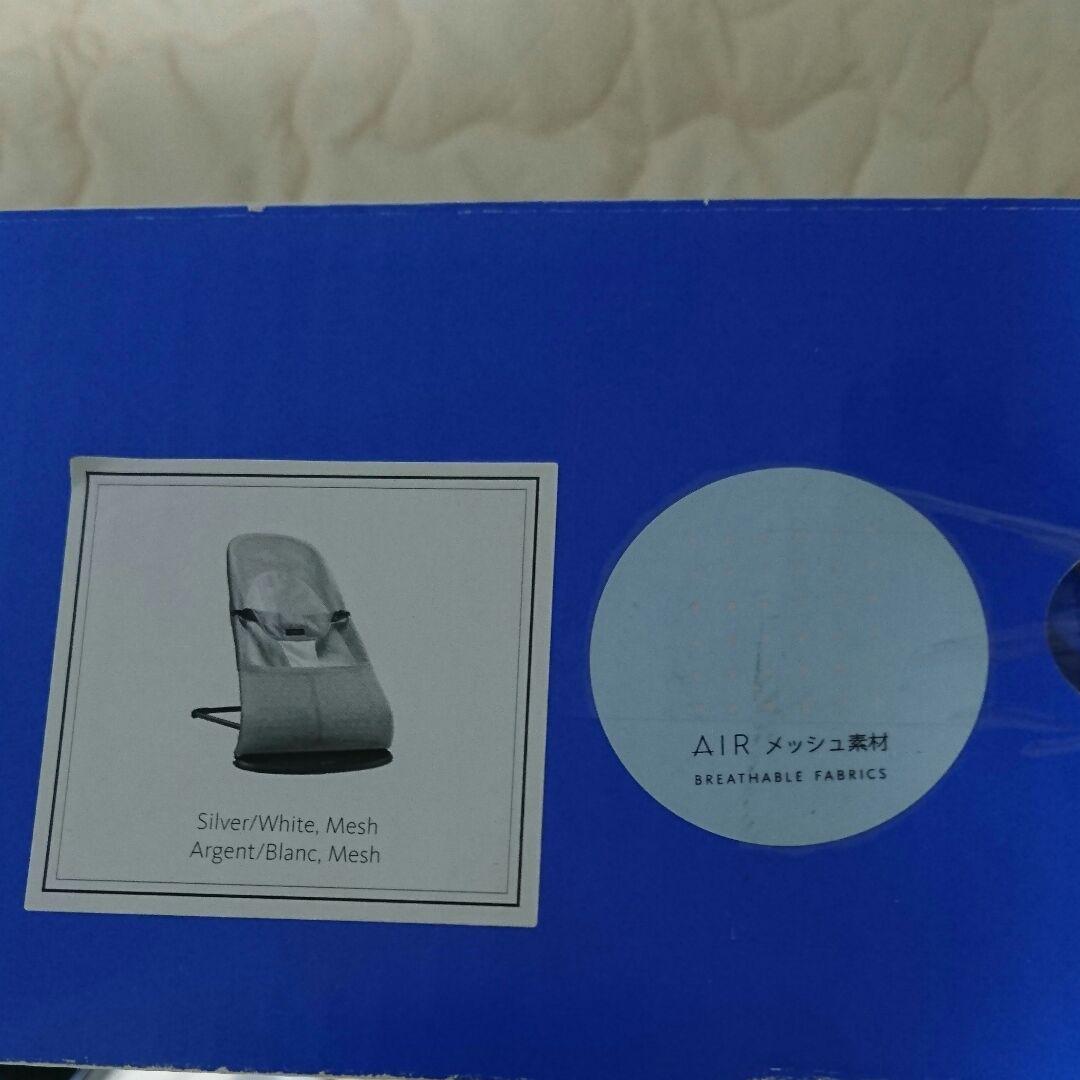 Silver/White, Mesh
Argent/Blanc, Mesh
AIR メッシュ素材
BREATHABLE FABRICS